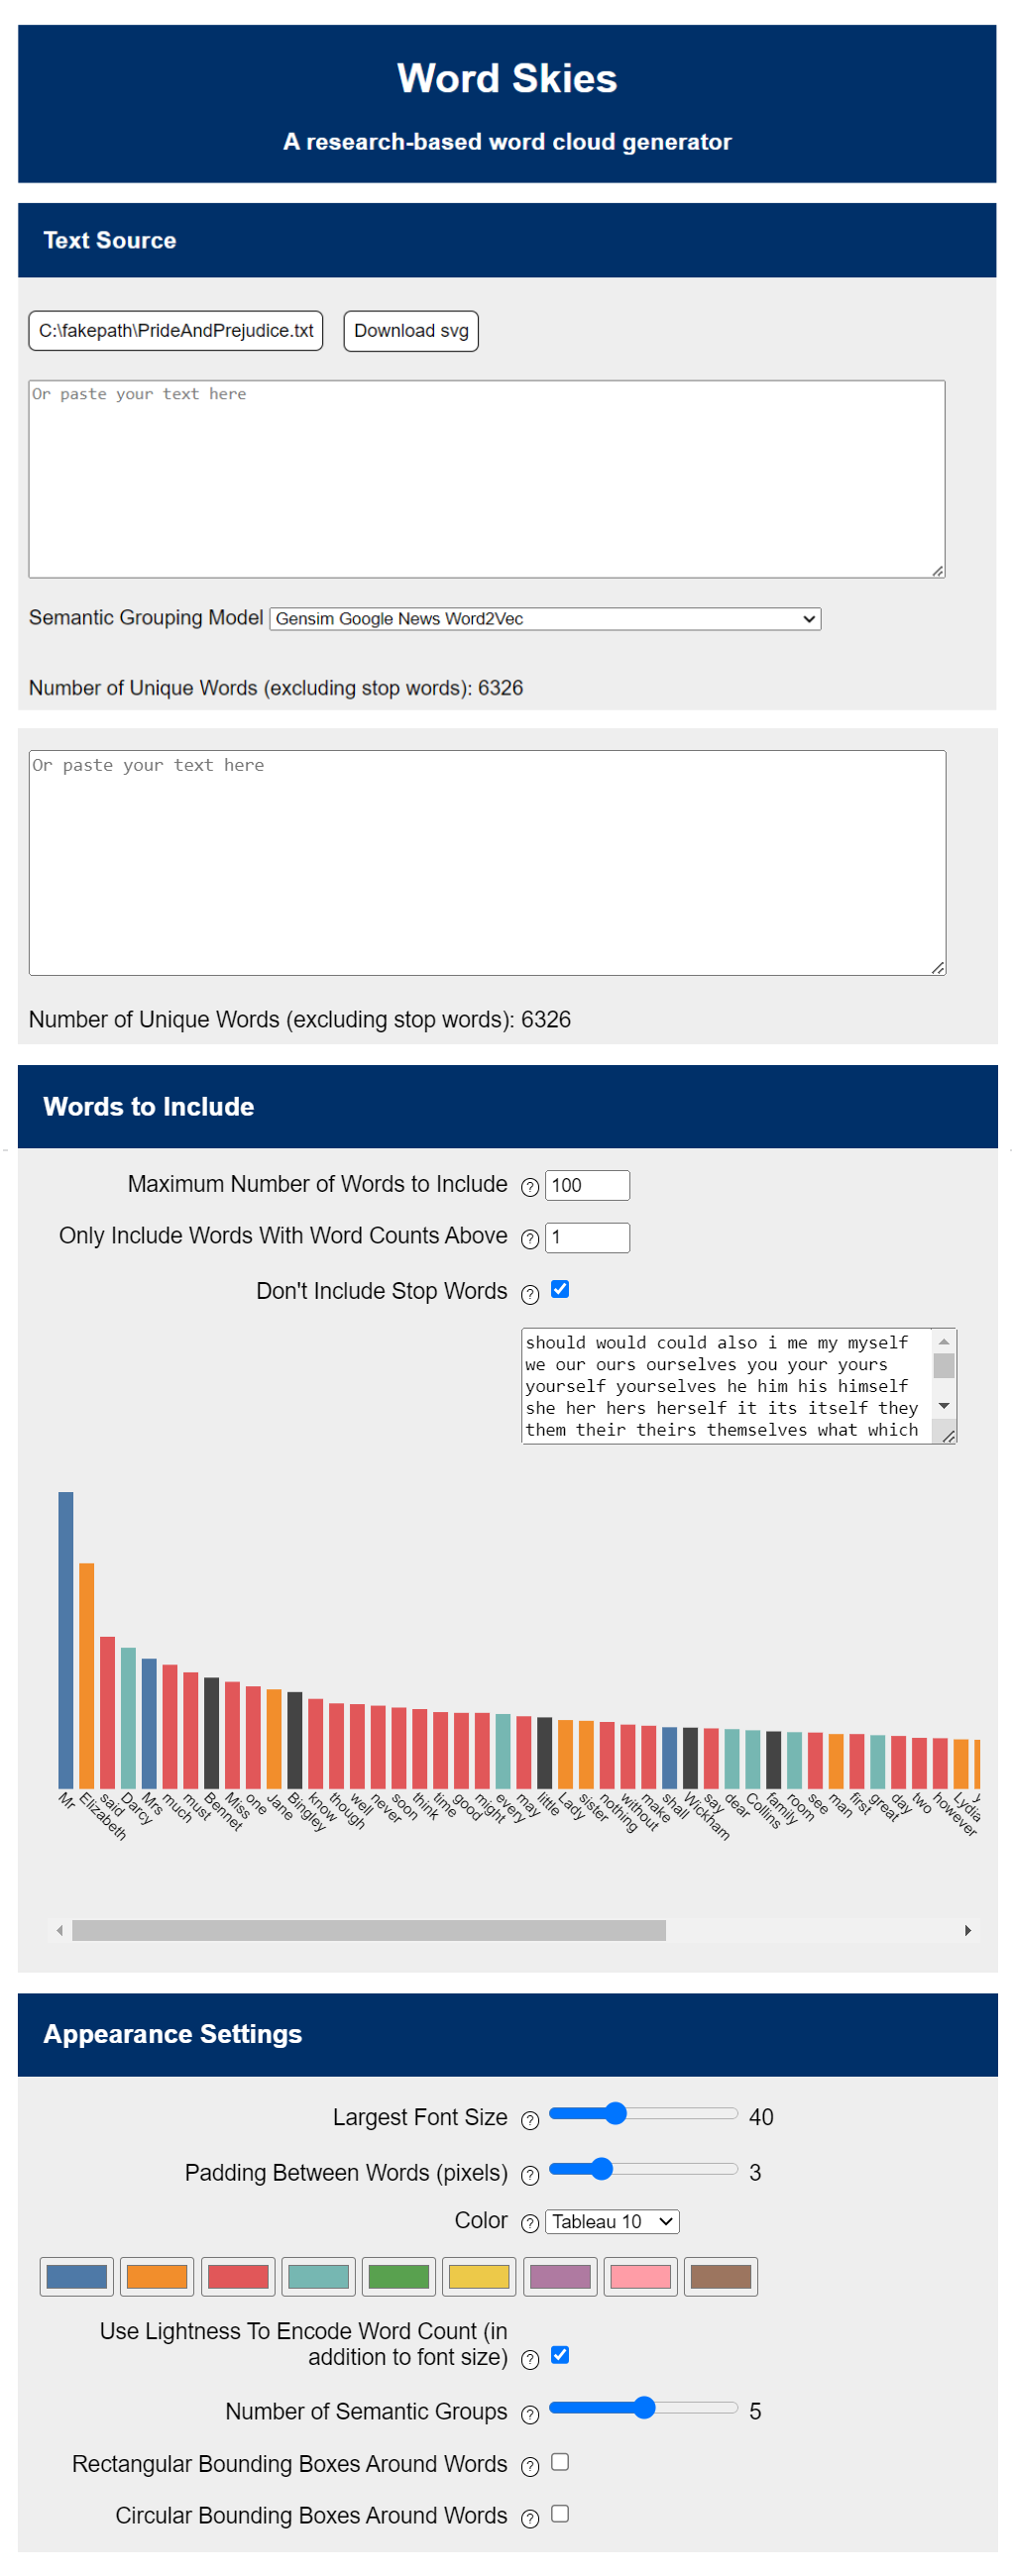 Word Skies
A research-based word cloud generator
Text Source
C:\fakepath\PrideAndPrejudice.txt Download svg
Or paste your text here
Semantic Grouping Model Gensim Google News Word2Vec
Number of Unique Words (excluding stop words): 6326
Or paste your text here
Number of Unique Words (excluding stop words): 6326
Words to Include
Maximum Number of Words to Include ? 100
Only Include Words With Word Counts Above ? 1
Don't Include Stop Words ?
should would could also i me my myself
we our ours ourselves you your yours
yourself yourselves he him his himself
she her hers herself it its itself they
them their theirs themselves what which
Mr Elizabeth said Darcy Mrs much must Bennet Miss one Jane Bingley know though well never soon think time good might every may little Lady sister nothing without make shall Wickham say dear Collins family room see man first great day two however Lydia
Appearance Settings
Largest Font Size ? 40
Padding Between Words (pixels) ? 3
Color ? Tableau 10
Use Lightness To Encode Word Count (in
addition to font size) ?
Number of Semantic Groups ? 5
Rectangular Bounding Boxes Around Words ?
Circular Bounding Boxes Around Words ?